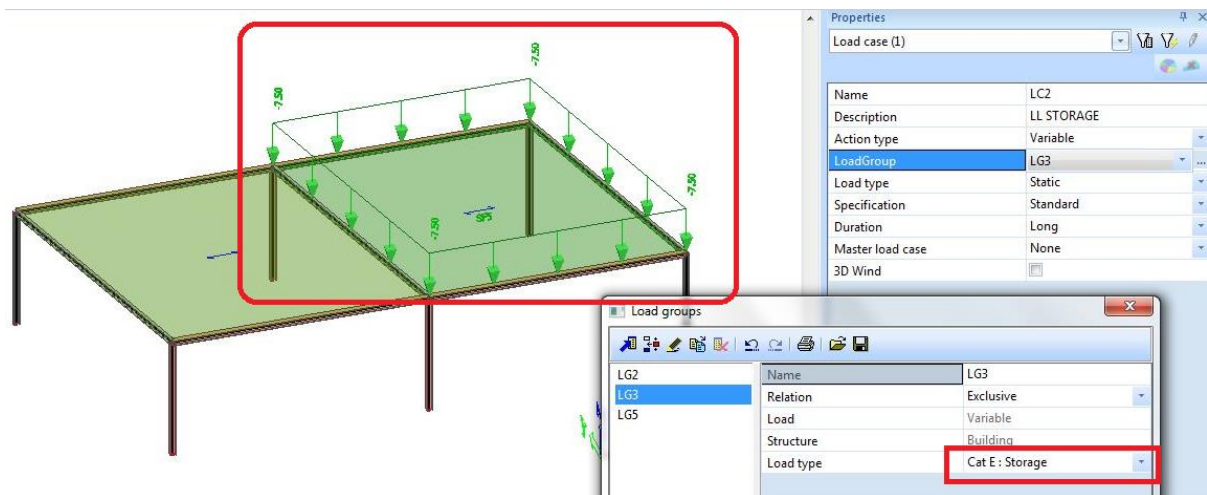 -7.50
-7.50
-7.50
-7.50
Properties
Load case (1)
Name LC2
Description LL STORAGE
Action type Variable
LoadGroup LG3 ...
Load type Static
Specification Standard
Duration Long
Master load case None
3D Wind
Load groups
LG2
LG3
LG5
Name LG3
Relation Exclusive
Load Variable
Structure Building
Load type Cat E : Storage